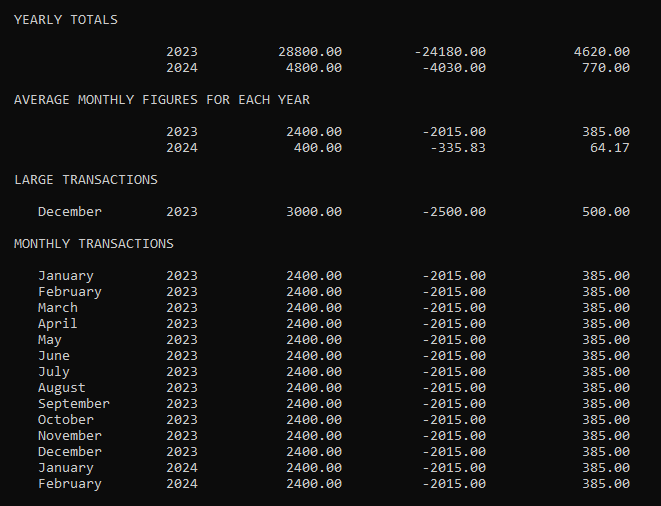 YEARLY TOTALS
2023 28800.00 -24180.00 4620.00
2024 4800.00 -4030.00 770.00
AVERAGE MONTHLY FIGURES FOR EACH YEAR
2023 2400.00 -2015.00 385.00
2024 400.00 -335.83 64.17
LARGE TRANSACTIONS
December 2023 3000.00 -2500.00 500.00
MONTHLY TRANSACTIONS
January 2023 2400.00 -2015.00 385.00
February 2023 2400.00 -2015.00 385.00
March 2023 2400.00 -2015.00 385.00
April 2023 2400.00 -2015.00 385.00
May 2023 2400.00 -2015.00 385.00
June 2023 2400.00 -2015.00 385.00
July 2023 2400.00 -2015.00 385.00
August 2023 2400.00 -2015.00 385.00
September 2023 2400.00 -2015.00 385.00
October 2023 2400.00 -2015.00 385.00
November 2023 2400.00 -2015.00 385.00
December 2023 2400.00 -2015.00 385.00
January 2024 2400.00 -2015.00 385.00
February 2024 2400.00 -2015.00 385.00